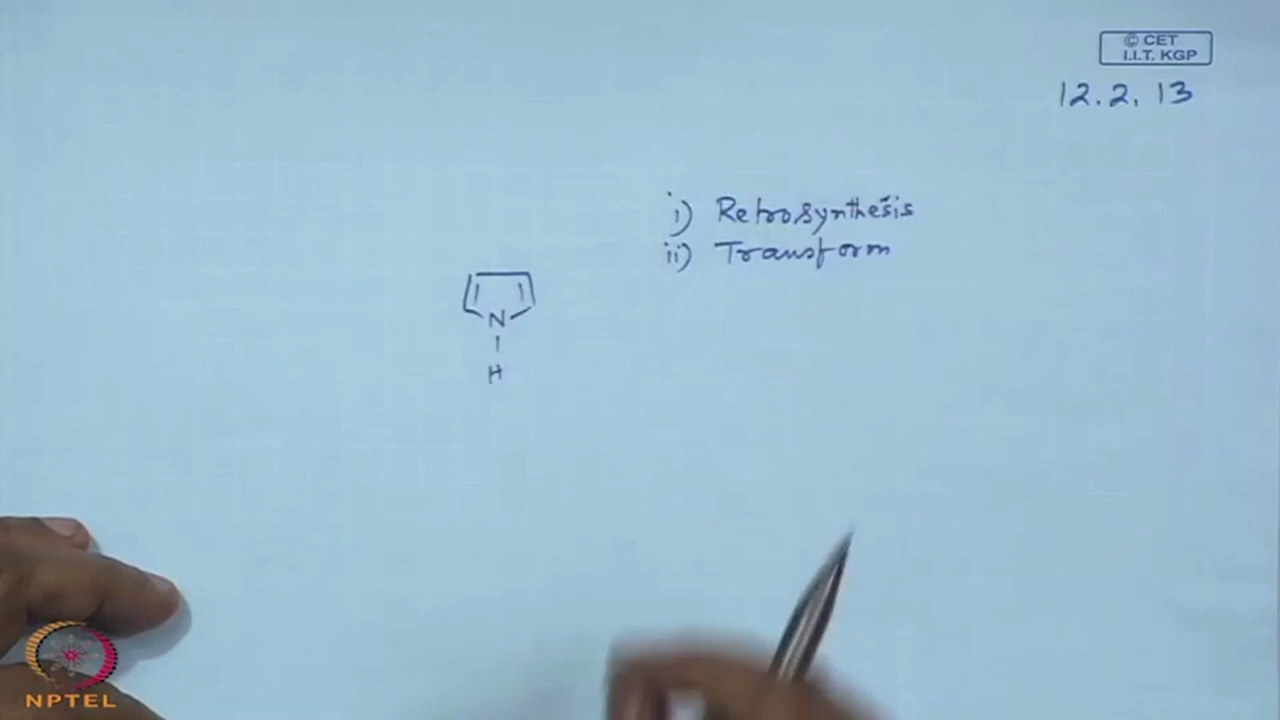 © CET
I.I.T. KGP
12.2.13
i) Retrosynthesis
ii) Transform
N
H
NPTEL